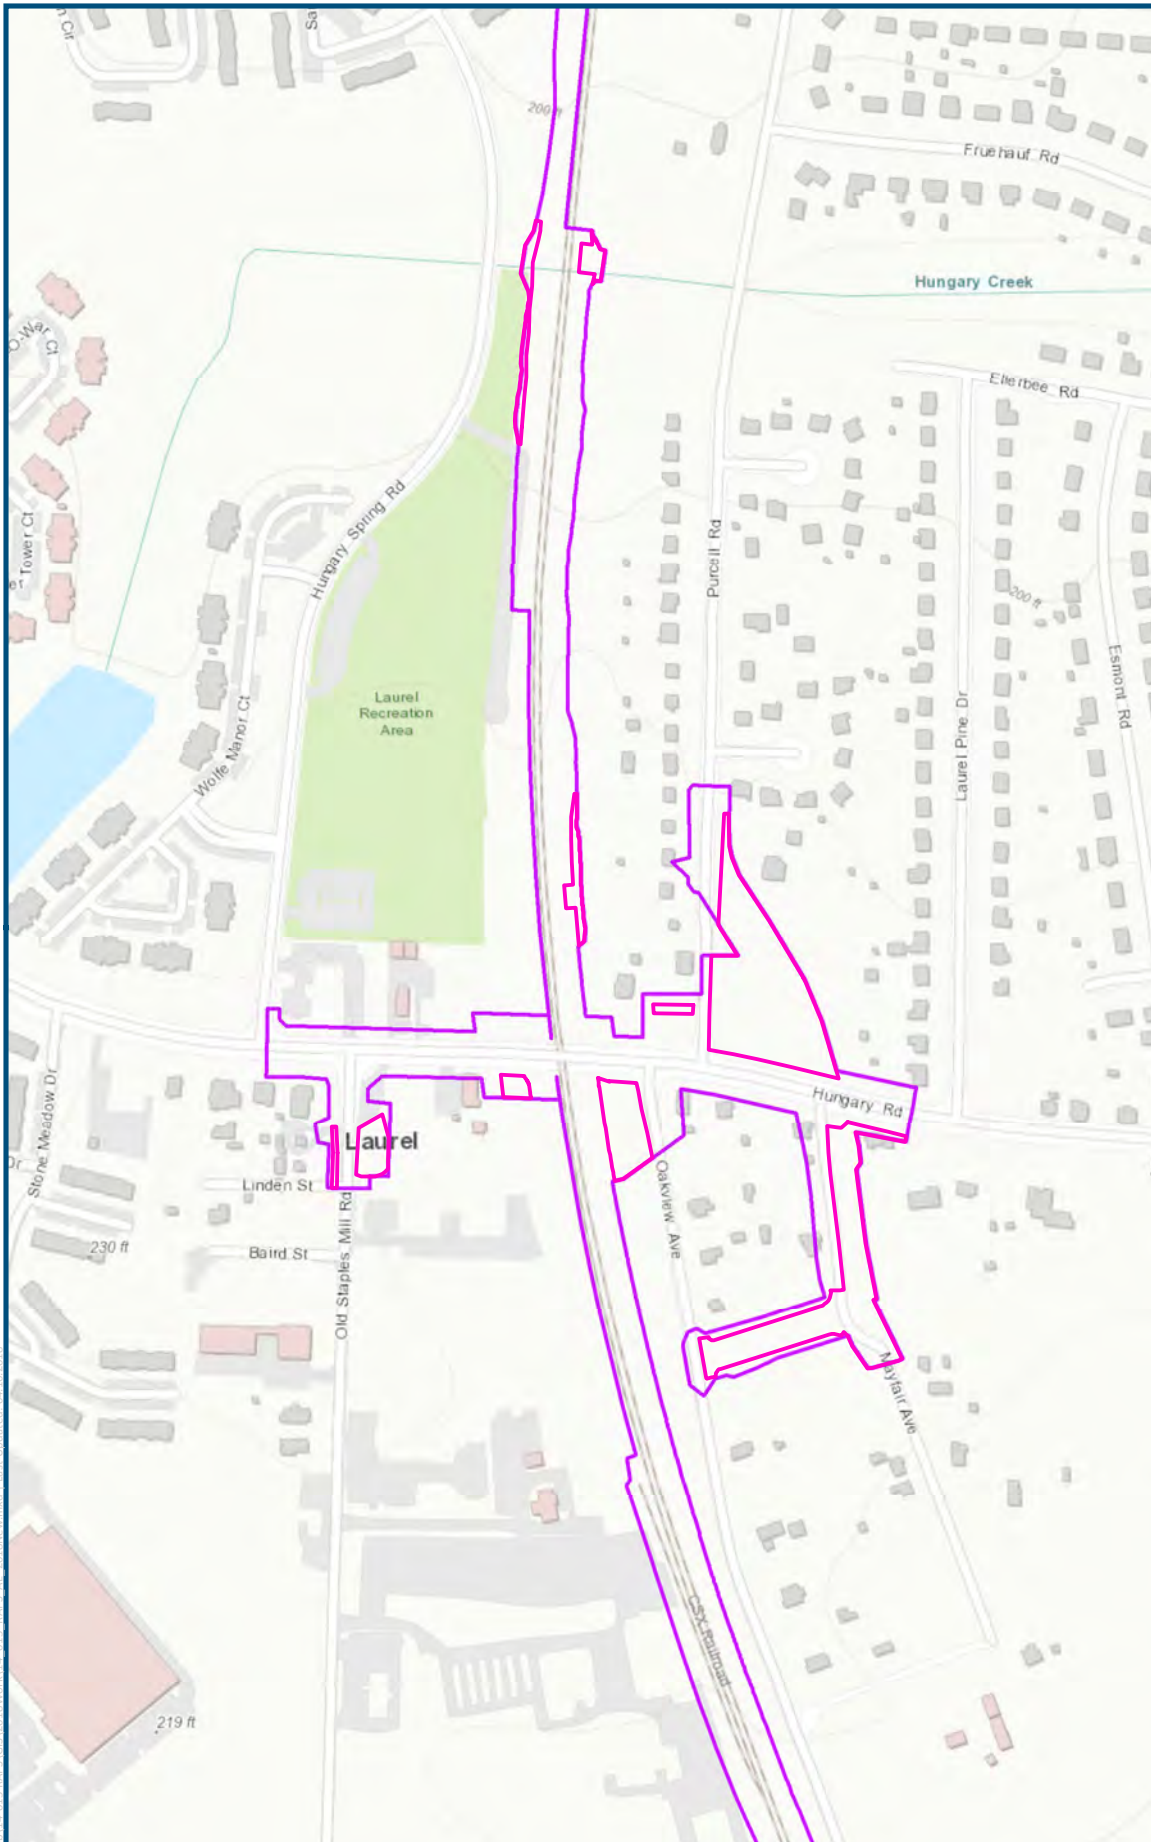 200 ft
Fruehauf Rd
Hungary Creek
O-War Ct
Ellerbee Rd
Tower Ct
Hungary Spring Rd
Purcell Rd
200 ft
Laurel
Recreation
Area
Esmont Rd
Laurel Pine Dr
Wolfe Manor Ct
Hungary Rd
Stone Meadow Dr
Laurel
Dr
Linden St
Oakview Ave
230 ft
Baird St
Old Staples Mill Rd
Mayfair Ave
CSX Railroad
219 ft